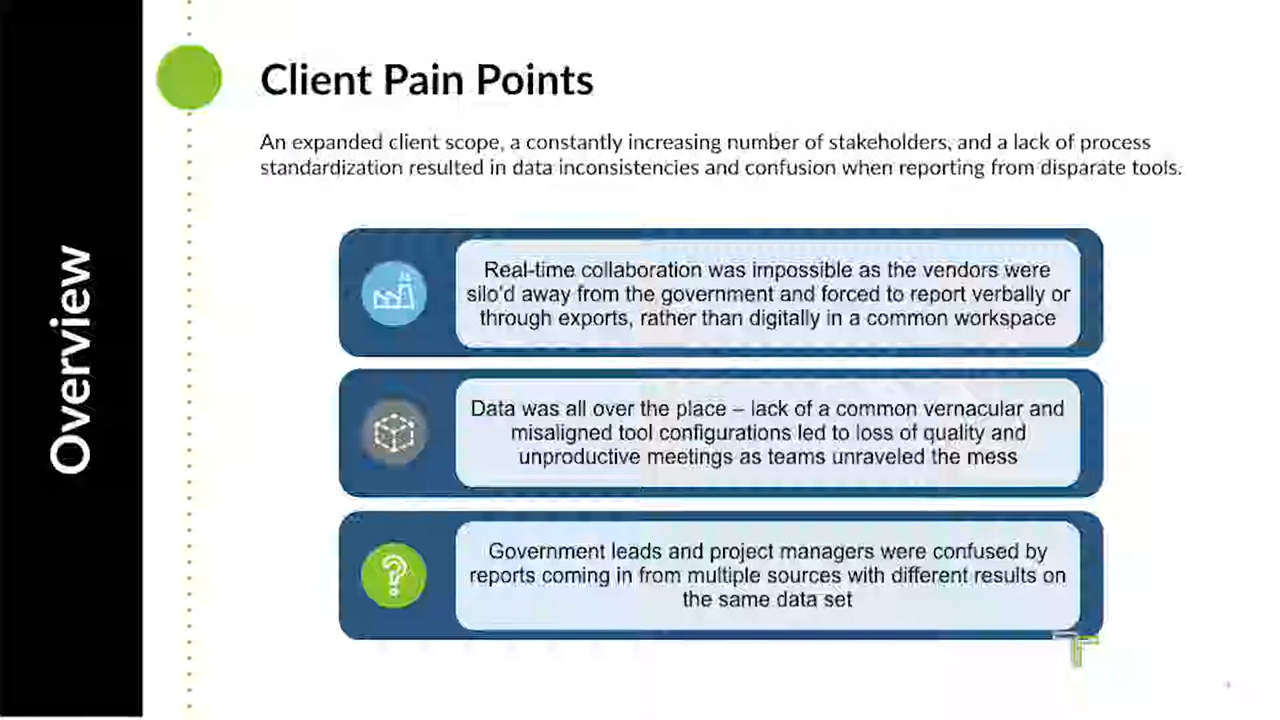 Overview
Client Pain Points
An expanded client scope, a constantly increasing number of stakeholders, and a lack of process
standardization resulted in data inconsistencies and confusion when reporting from disparate tools.
Real-time collaboration was impossible as the vendors were
silo'd away from the government and forced to report verbally or
through exports, rather than digitally in a common workspace
Data was all over the place – lack of a common vernacular and
misaligned tool configurations led to loss of quality and
unproductive meetings as teams unraveled the mess
Government leads and project managers were confused by
reports coming in from multiple sources with different results on
the same data set